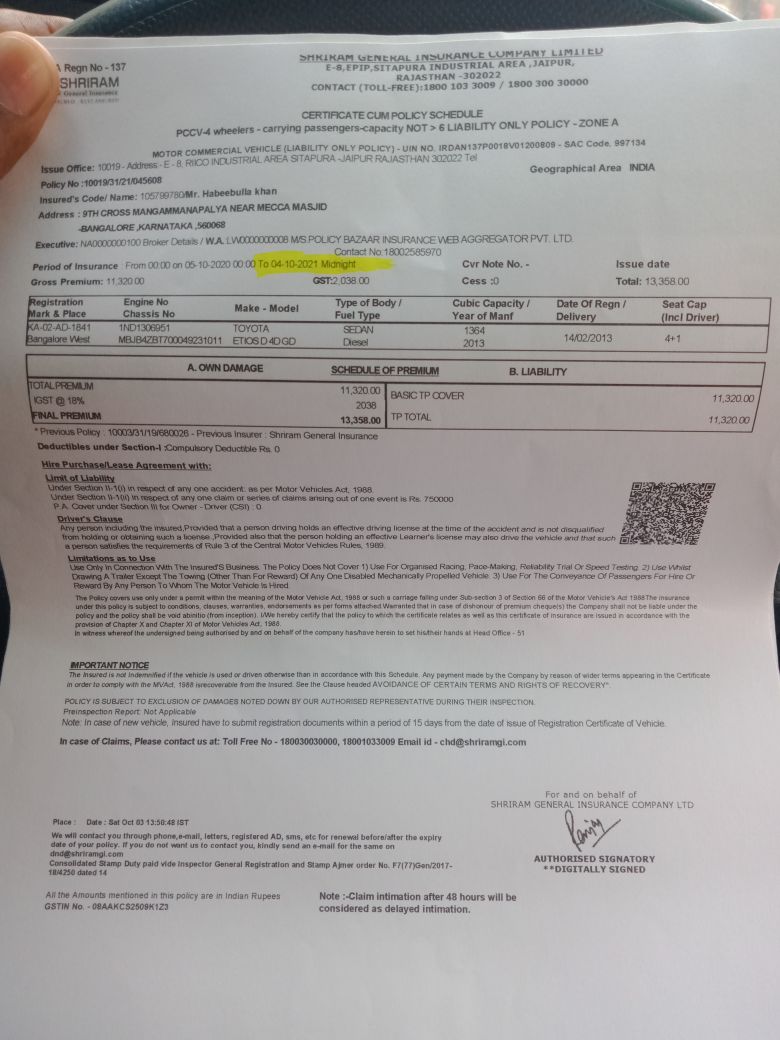 A Regn No - 137
SHRIRAM
General Insurance
SHRIRAM GENERAL INSURANCE COMPANY LIMITED
E-8,EPIP,SITAPURA INDUSTRIAL AREA ,JAIPUR,
RAJASTHAN -302022
CONTACT (TOLL-FREE):1800 103 3009 / 1800 300 30000
CERTIFICATE CUM POLICY SCHEDULE
PCCV-4 wheelers - carrying passengers-capacity NOT > 6 LIABILITY ONLY POLICY - ZONE A
MOTOR COMMERCIAL VEHICLE (LIABILITY ONLY POLICY) - UIN NO. IRDAN137P0018V01200809 - SAC Code, 997134
Issue Office: 10019 - Address - E - 8, RIICO INDUSTRIAL AREA SITAPURA -JAIPUR RAJASTHAN 302022 Tel
Geographical Area INDIA
Policy No :10019/31/21/045608
Insured's Code/ Name: 105799780/Mr. Habeebulla khan
Address : 9TH CROSS MANGAMMANAPALYA NEAR MECCA MASJID
-BANGALORE ,KARNATAKA ,560068
Executive: NA0000000100 Broker Details / W.A. LW0000000008 M/S.POLICY BAZAAR INSURANCE WEB AGGREGATOR PVT. LTD.
Contact No:18002585970
Period of Insurance : From 00:00 on 05-10-2020 00:00 To 04-10-2021 Midnight Cvr Note No. - Issue date
Gross Premium: 11,320.00 GST:2,038.00 Cess :0 Total: 13,358.00
Registration Mark & Place Engine No Chassis No Make - Model Type of Body / Fuel Type Cubic Capacity / Year of Manf Date Of Regn / Delivery Seat Cap (Incl Driver)
KA-02-AD-1841 1ND1306951 TOYOTA SEDAN 1364
Bangalore West MBJB4ZBT700049231011 ETIOS D 4D GD Diesel 2013 14/02/2013 4+1
A. OWN DAMAGE SCHEDULE OF PREMIUM B. LIABILITY
TOTAL PREMIUM 11,320.00 BASIC TP COVER 11,320.00
IGST @ 18% 2038
FINAL PREMIUM 13,358.00 TP TOTAL 11,320.00
* Previous Policy : 10003/31/19/680026 - Previous Insurer : Shriram General Insurance
Deductibles under Section-I :Compulsory Deductible Rs. 0
Hire Purchase/Lease Agreement with:
Limit of Liability
Under Section II-1(i) in respect of any one accident: as per Motor Vehicles Act, 1988.
Under Section II-1(ii) in respect of any one claim or series of claims arising out of one event is Rs. 750000
P.A. Cover under Section III for Owner - Driver (CSI) : 0
Driver's Clause
Any person including the insured,Provided that a person driving holds an effective driving license at the time of the accident and is not disqualified
from holding or obtaining such a license ,Provided also that the person holding an effective Learner's license may also drive the vehicle and that such
a person satisfies the requirements of Rule 3 of the Central Motor Vehicles Rules, 1989.
Limitations as to Use
Use Only in Connection With The Insured'S Business. The Policy Does Not Cover 1) Use For Organised Racing, Pace-Making, Reliability Trial Or Speed Testing. 2) Use Whilst
Drawing A Trailer Except The Towing (Other Than For Reward) Of Any One Disabled Mechanically Propelled Vehicle. 3) Use For The Conveyance Of Passengers For Hire Or
Reward By Any Person To Whom The Motor Vehicle Is Hired.
The Policy covers use only under a permit within the meaning of the Motor Vehicle Act, 1988 or such a carriage falling under Sub-section 3 of Section 66 of the Motor Vehicle's Act 1988The insurance
under this policy is subject to conditions, clauses, warranties, endorsements as per forms attached.Warranted that in case of dishonour of premium cheque(s) the Company shall not be liable under the
policy and the policy shall be void abinitio (from inception). I/We hereby certify that the policy to which the certificate relates as well as this certificate of insurance are issued in accordance with the
provision of Chapter X and Chapter XI of Motor Vehicles Act, 1988.
In witness whereof the undersigned being authorised by and on behalf of the company has/have herein to set his/their hands at Head Office - 51
IMPORTANT NOTICE
The Insured is not Indemnified if the vehicle is used or driven otherwise than in accordance with this Schedule. Any payment made by the Company by reason of wider terms appearing in the Certificate
in order to comply with the MVAct, 1988 isrecoverable from the Insured. See the Clause headed AVOIDANCE OF CERTAIN TERMS AND RIGHTS OF RECOVERY".
POLICY IS SUBJECT TO EXCLUSION OF DAMAGES NOTED DOWN BY OUR AUTHORISED REPRESENTATIVE DURING THEIR INSPECTION.
Preinspection Report: Not Applicable
Note: In case of new vehicle, Insured have to submit registration documents within a period of 15 days from the date of issue of Registration Certificate of Vehicle.
In case of Claims, Please contact us at: Toll Free No - 180030030000, 18001033009 Email id - chd@shriramgi.com
For and on behalf of
SHRIRAM GENERAL INSURANCE COMPANY LTD
AUTHORISED SIGNATORY
**DIGITALLY SIGNED
Place : Date : Sat Oct 03 13:50:48 IST
We will contact you through phone,e-mail, letters, registered AD, sms, etc for renewal before/after the expiry
date of your policy. If you do not want us to contact you, kindly send an e-mail for the same on
dnd@shriramgi.com
Consolidated Stamp Duty paid vide Inspector General Registration and Stamp Ajmer order No. F7(77)Gen/2017-
18/4250 dated 14
All the Amounts mentioned in this policy are in Indian Rupees
GSTIN No. - 08AAKCS2509K1Z3
Note :-Claim intimation after 48 hours will be
considered as delayed intimation.